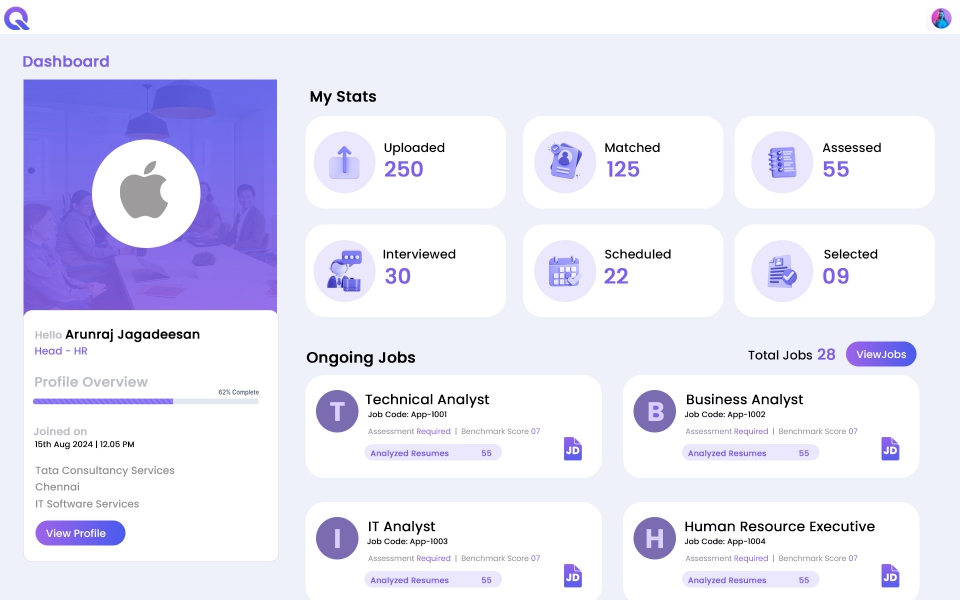 Dashboard
Hello Arunraj Jagadeesan
Head - HR
Profile Overview
62% Complete
Joined on
15th Aug 2024 | 12.05 PM
Tata Consultancy Services
Chennai
IT Software Services
View Profile
My Stats
Uploaded
250
Matched
125
Assessed
55
Interviewed
30
Scheduled
22
Selected
09
Ongoing Jobs
Total Jobs 28
ViewJobs
T
Technical Analyst
Job Code: App-1001
Assessment Required | Benchmark Score 07
Analyzed Resumes 55
JD
B
Business Analyst
Job Code: App-1002
Assessment Required | Benchmark Score 07
Analyzed Resumes 55
JD
I
IT Analyst
Job Code: App-1003
Assessment Required | Benchmark Score 07
Analyzed Resumes 55
JD
H
Human Resource Executive
Job Code: App-1004
Assessment Required | Benchmark Score 07
Analyzed Resumes 55
JD